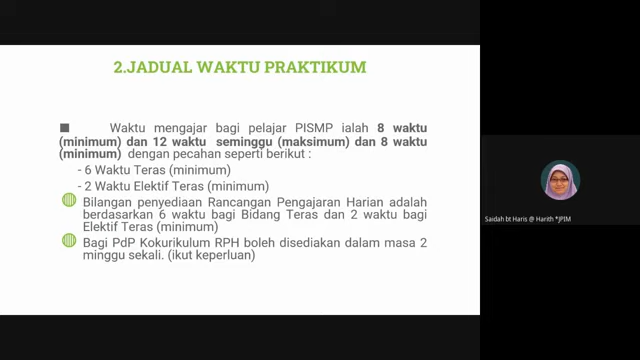 2.JADUAL WAKTU PRAKTIKUM
Waktu mengajar bagi pelajar PISMP ialah 8 waktu
(minimum) dan 12 waktu seminggu (maksimum) dan 8 waktu
(minimum) dengan pecahan seperti berikut :
- 6 Waktu Teras (minimum)
- 2 Waktu Elektif Teras (minimum)
Bilangan penyediaan Rancangan Pengajaran Harian adalah
berdasarkan 6 waktu bagi Bidang Teras dan 2 waktu bagi
Elektif Teras (minimum)
Bagi PdP Kokurikulum RPH boleh disediakan dalam masa 2
minggu sekali. (ikut keperluan)
Saidah bt Haris @ Harith *JPIM